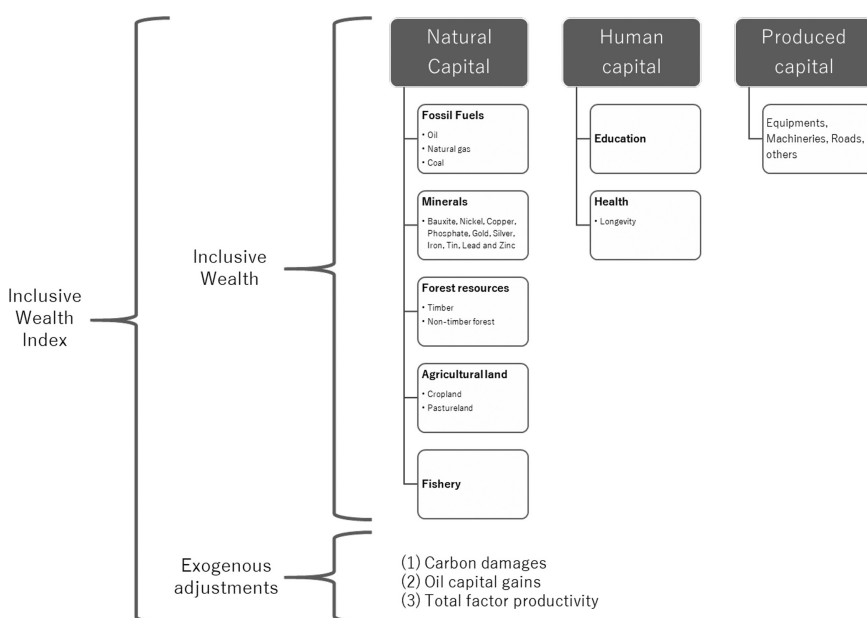 Natural
Capital
Human
capital
Produced
capital
Fossil Fuels
• Oil
• Natural gas
• Coal
Minerals
• Bauxite, Nickel, Copper,
Phosphate, Gold, Silver,
Iron, Tin, Lead and Zinc
Forest resources
• Timber
• Non-timber forest
Agricultural land
• Cropland
• Pastureland
Fishery
Education
Health
• Longevity
Equipments,
Machineries, Roads,
others
Inclusive
Wealth
Inclusive
Wealth
Index
Exogenous
adjustments
(1) Carbon damages
(2) Oil capital gains
(3) Total factor productivity